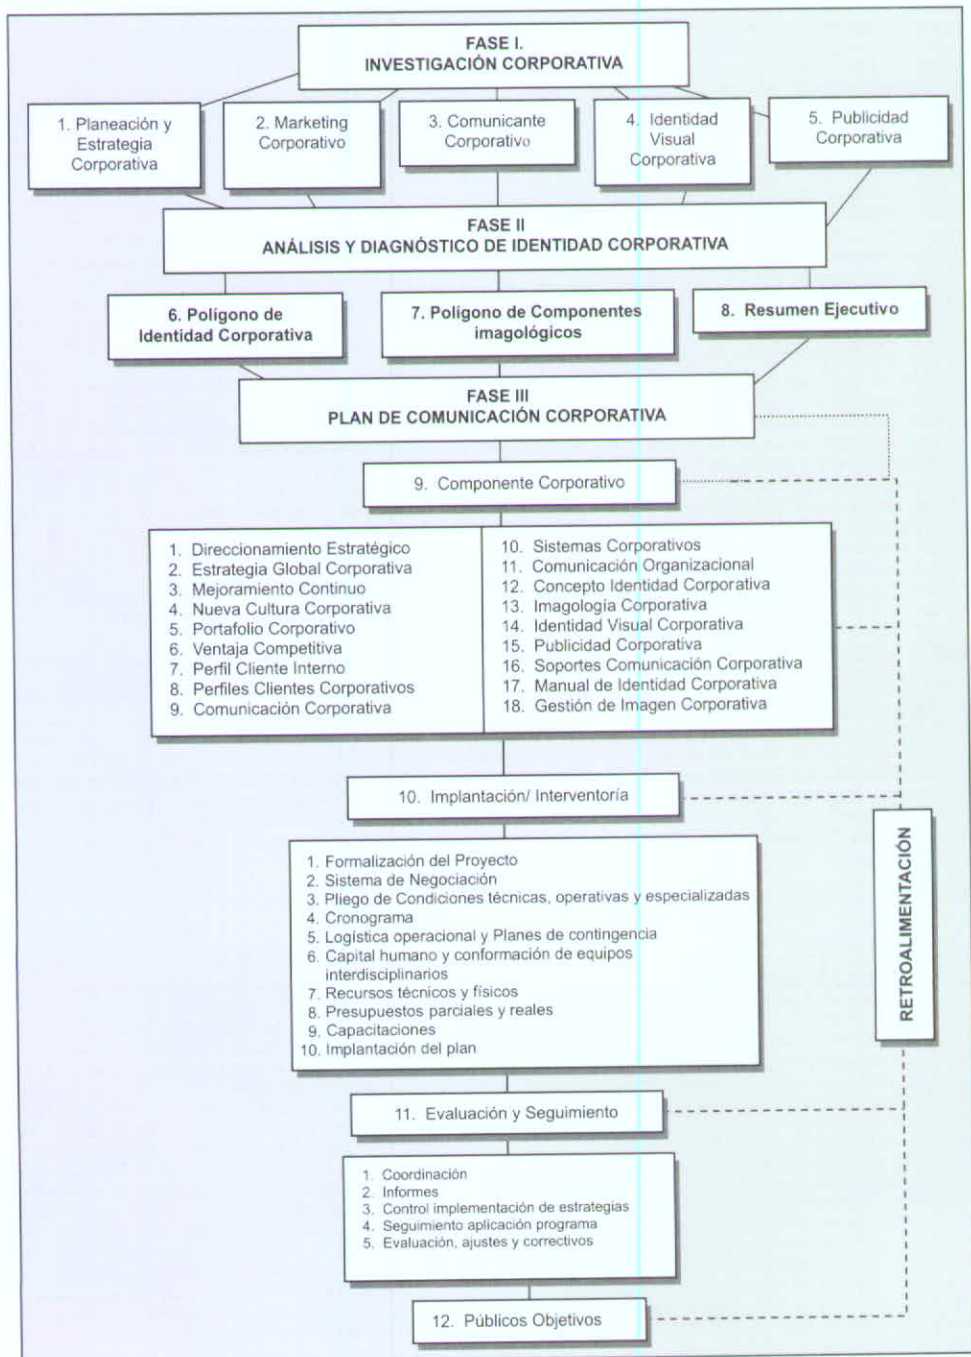 FASE I.
INVESTIGACIÓN CORPORATIVA
1. Planeación y
Estrategia
Corporativa
2. Marketing
Corporativo
3. Comunicante
Corporativo
4. Identidad
Visual
Corporativa
5. Publicidad
Corporativa
FASE II
ANÁLISIS Y DIAGNÓSTICO DE IDENTIDAD CORPORATIVA
6. Polígono de
Identidad Corporativa
7. Polígono de Componentes
imagológicos
8. Resumen Ejecutivo
FASE III
PLAN DE COMUNICACIÓN CORPORATIVA
9. Componente Corporativo
1. Direccionamiento Estratégico
2. Estrategia Global Corporativa
3. Mejoramiento Continuo
4. Nueva Cultura Corporativa
5. Portafolio Corporativo
6. Ventaja Competitiva
7. Perfil Cliente Interno
8. Perfiles Clientes Corporativos
9. Comunicación Corporativa
10. Sistemas Corporativos
11. Comunicación Organizacional
12. Concepto Identidad Corporativa
13. Imagología Corporativa
14. Identidad Visual Corporativa
15. Publicidad Corporativa
16. Soportes Comunicación Corporativa
17. Manual de Identidad Corporativa
18. Gestión de Imagen Corporativa
10. Implantación/ Interventoría
1. Formalización del Proyecto
2. Sistema de Negociación
3. Pliego de Condiciones técnicas, operativas y especializadas
4. Cronograma
5. Logística operacional y Planes de contingencia
6. Capital humano y conformación de equipos
interdisciplinarios
7. Recursos técnicos y físicos
8. Presupuestos parciales y reales
9. Capacitaciones
10. Implantación del plan
RETROALIMENTACIÓN
11. Evaluación y Seguimiento
1. Coordinación
2. Informes
3. Control implementación de estrategias
4. Seguimiento aplicación programa
5. Evaluación, ajustes y correctivos
12. Públicos Objetivos